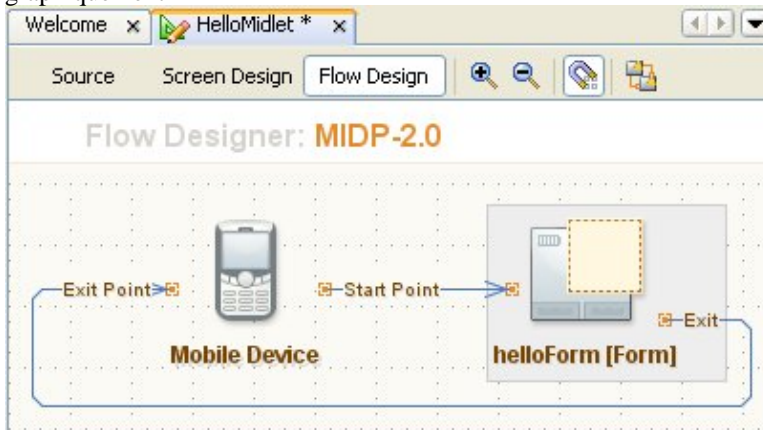 Welcome x HelloMidlet * x
Source Screen Design Flow Design
Flow Designer: MIDP-2.0
Exit Point Start Point
Exit
Mobile Device helloForm [Form]